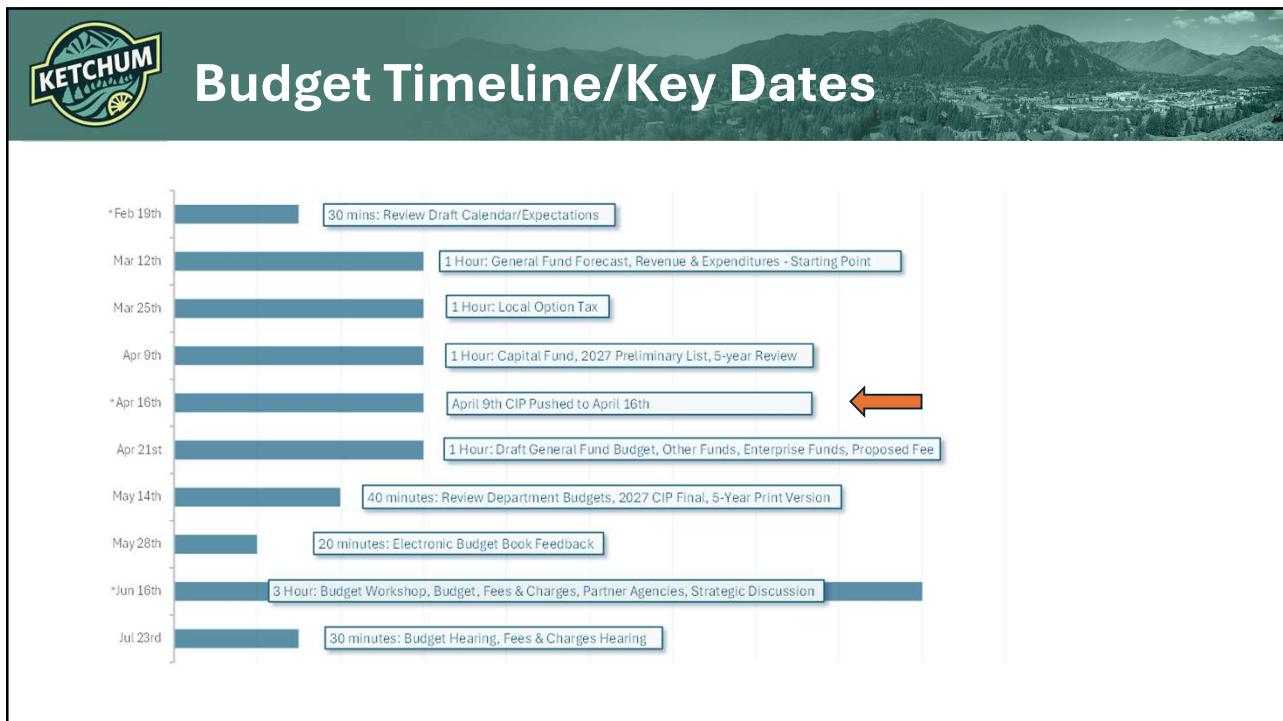 KETCHUM
Budget Timeline/Key Dates
*Feb 19th 30 mins: Review Draft Calendar/Expectations
Mar 12th 1 Hour: General Fund Forecast, Revenue & Expenditures - Starting Point
Mar 25th 1 Hour: Local Option Tax
Apr 9th 1 Hour: Capital Fund, 2027 Preliminary List, 5-year Review
*Apr 16th April 9th CIP Pushed to April 16th
Apr 21st 1 Hour: Draft General Fund Budget, Other Funds, Enterprise Funds, Proposed Fee
May 14th 40 minutes: Review Department Budgets, 2027 CIP Final, 5-Year Print Version
May 28th 20 minutes: Electronic Budget Book Feedback
*Jun 16th 3 Hour: Budget Workshop, Budget, Fees & Charges, Partner Agencies, Strategic Discussion
Jul 23rd 30 minutes: Budget Hearing, Fees & Charges Hearing